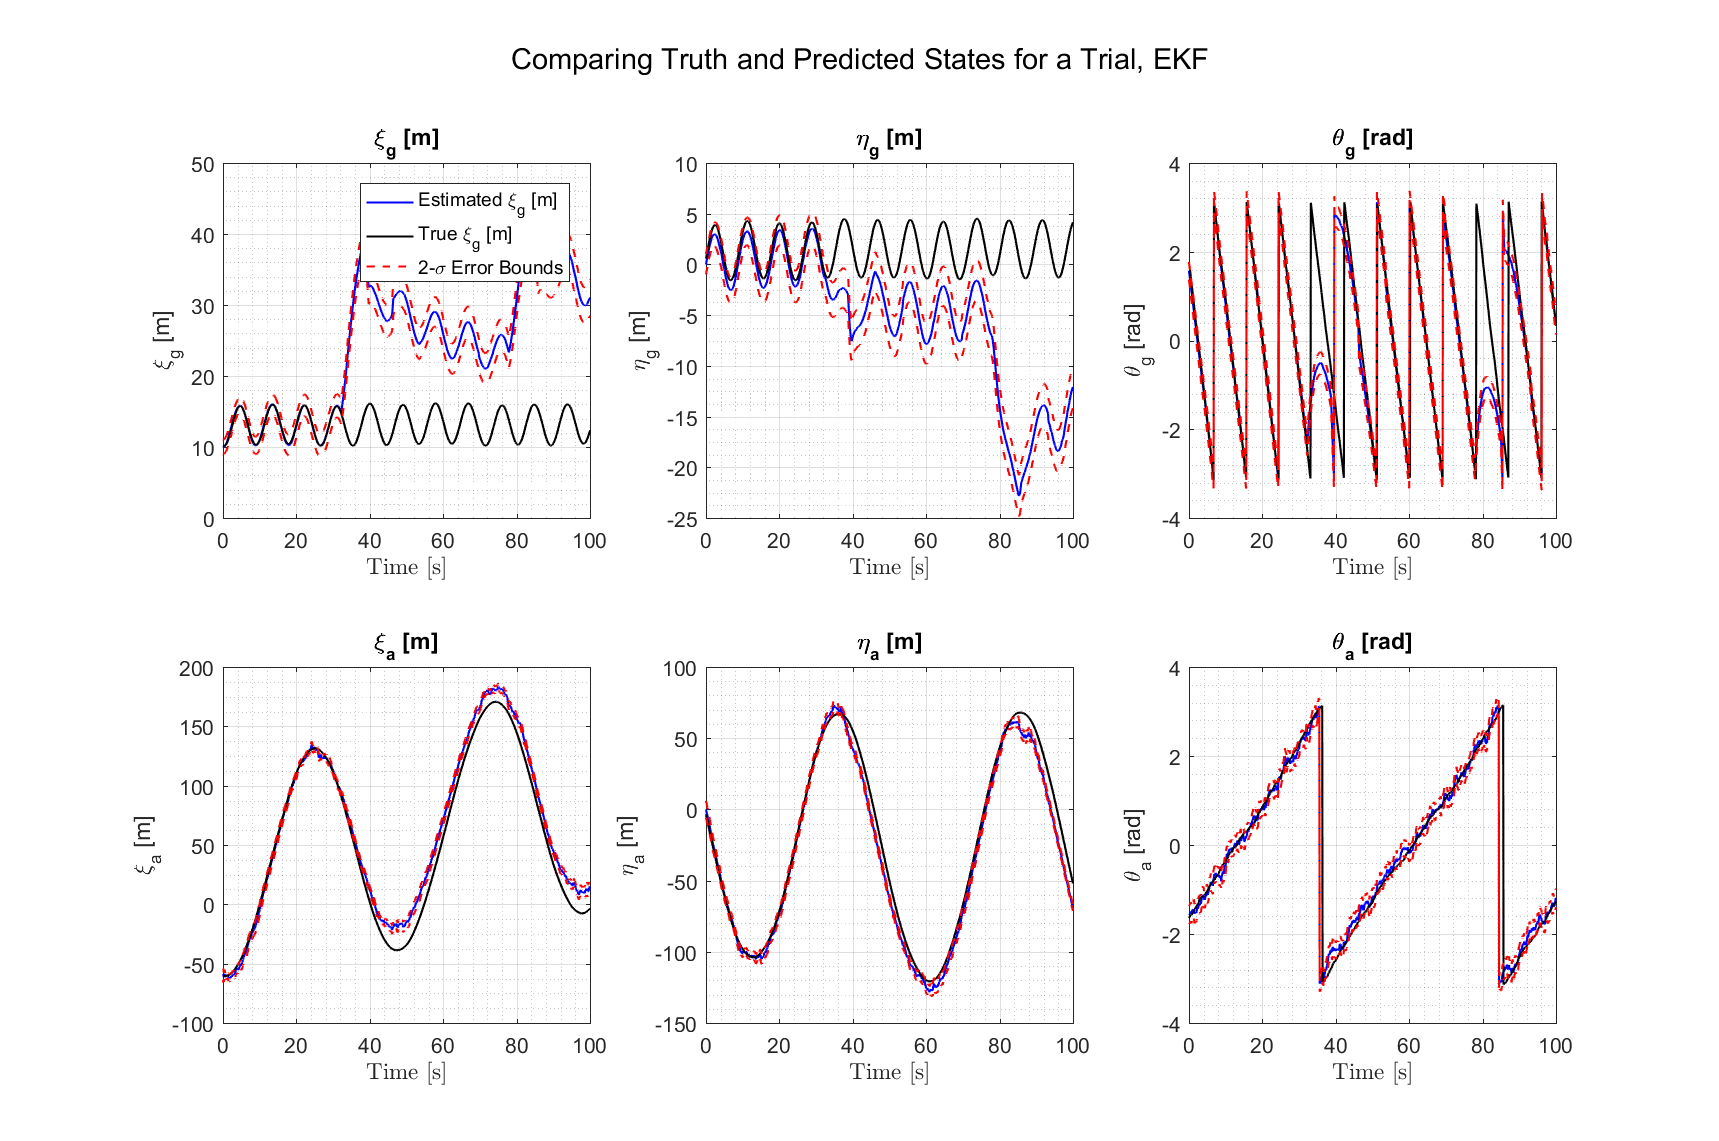 Comparing Truth and Predicted States for a Trial, EKF
ξg [m]
ηg [m]
θg [rad]
50
40
30
20
10
0
ξg [m]
Estimated ξg [m]
True ξg [m]
2-σ Error Bounds
0 20 40 60 80 100
Time [s]
10
5
0
-5
-10
-15
-20
-25
ηg [m]
0 20 40 60 80 100
Time [s]
4
2
0
-2
-4
θg [rad]
0 20 40 60 80 100
Time [s]
ξa [m]
ηa [m]
θa [rad]
200
150
100
50
0
-50
-100
ξa [m]
0 20 40 60 80 100
Time [s]
100
50
0
-50
-100
-150
ηa [m]
0 20 40 60 80 100
Time [s]
4
2
0
-2
-4
θa [rad]
0 20 40 60 80 100
Time [s]